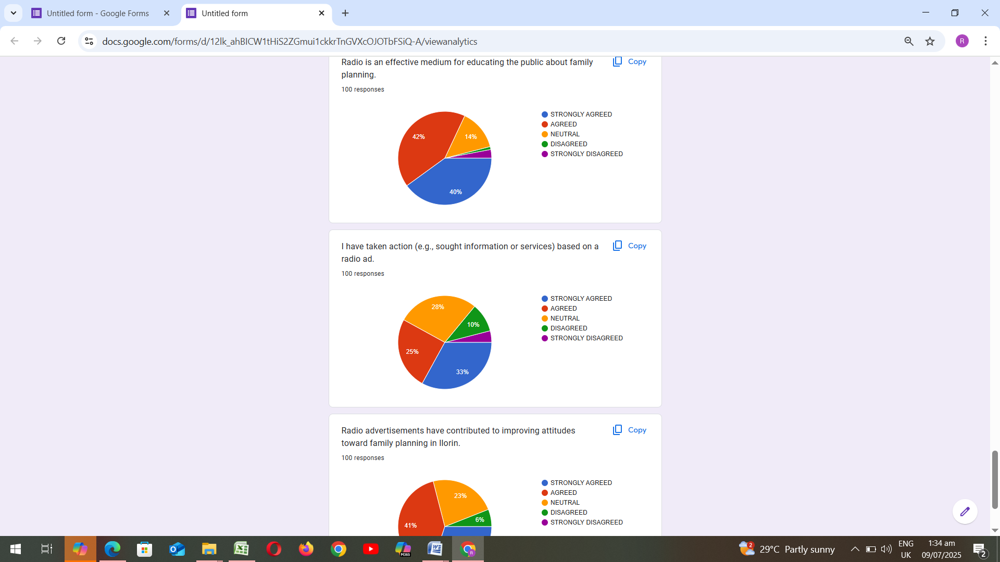 Untitled form - Google Forms
Untitled form
docs.google.com/forms/d/12lk_ahBICW1tHiS2ZGmui1ckkrTnGVXcOJOTbFSiQ-A/viewanalytics
R
Radio is an effective medium for educating the public about family
planning.
Copy
100 responses
STRONGLY AGREED
AGREED
NEUTRAL
DISAGREED
STRONGLY DISAGREED
42%
14%
40%
I have taken action (e.g., sought information or services) based on a
radio ad.
Copy
100 responses
STRONGLY AGREED
AGREED
NEUTRAL
DISAGREED
STRONGLY DISAGREED
28%
10%
25%
33%
Radio advertisements have contributed to improving attitudes
toward family planning in Ilorin.
Copy
100 responses
STRONGLY AGREED
AGREED
NEUTRAL
DISAGREED
STRONGLY DISAGREED
23%
6%
41%
M365
2
29°C Partly sunny
ENG
UK
1:34 am
09/07/2025
2